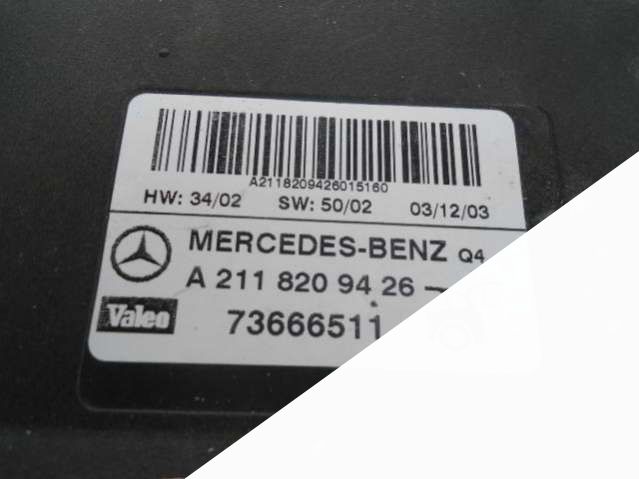 A2118209426015160
HW: 34/02 SW: 50/02 03/12/03
MERCEDES-BENZ Q4
A 211 820 94 26
Valeo 73666511